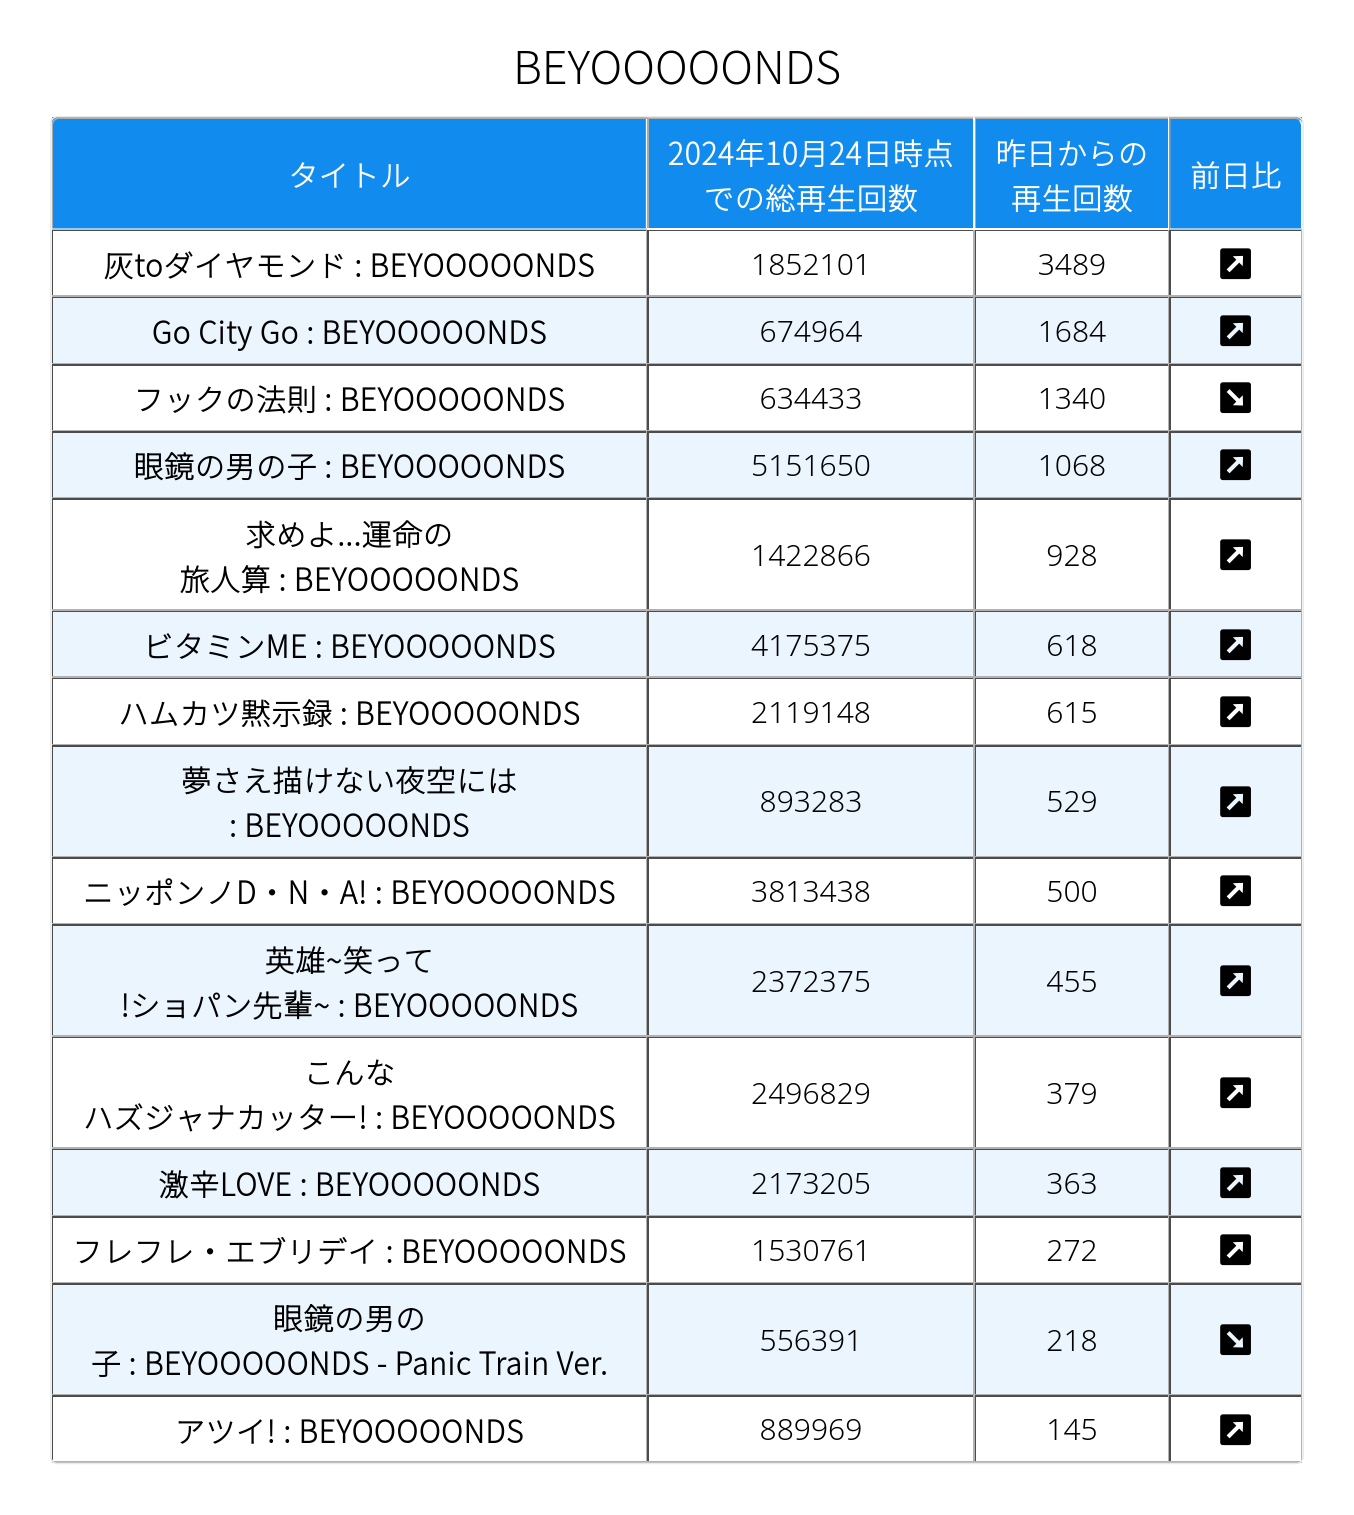 BEYOOOOONDS
タイトル
2024年10月24日時点
での総再生回数
昨日からの
再生回数
前日比
灰toダイヤモンド : BEYOOOOONDS 1852101 3489 ↗
Go City Go : BEYOOOOONDS 674964 1684 ↗
フックの法則 : BEYOOOOONDS 634433 1340 ↘
眼鏡の男の子 : BEYOOOOONDS 5151650 1068 ↗
求めよ...運命の
旅人算 : BEYOOOOONDS 1422866 928 ↗
ビタミンME : BEYOOOOONDS 4175375 618 ↗
ハムカツ黙示録 : BEYOOOOONDS 2119148 615 ↗
夢さえ描けない夜空には
: BEYOOOOONDS 893283 529 ↗
ニッポンノD・N・A! : BEYOOOOONDS 3813438 500 ↗
英雄~笑って
!ショパン先輩~ : BEYOOOOONDS 2372375 455 ↗
こんな
ハズジャナカッター! : BEYOOOOONDS 2496829 379 ↗
激辛LOVE : BEYOOOOONDS 2173205 363 ↗
フレフレ・エブリデイ : BEYOOOOONDS 1530761 272 ↗
眼鏡の男の
子 : BEYOOOOONDS - Panic Train Ver. 556391 218 ↘
アツイ! : BEYOOOOONDS 889969 145 ↗